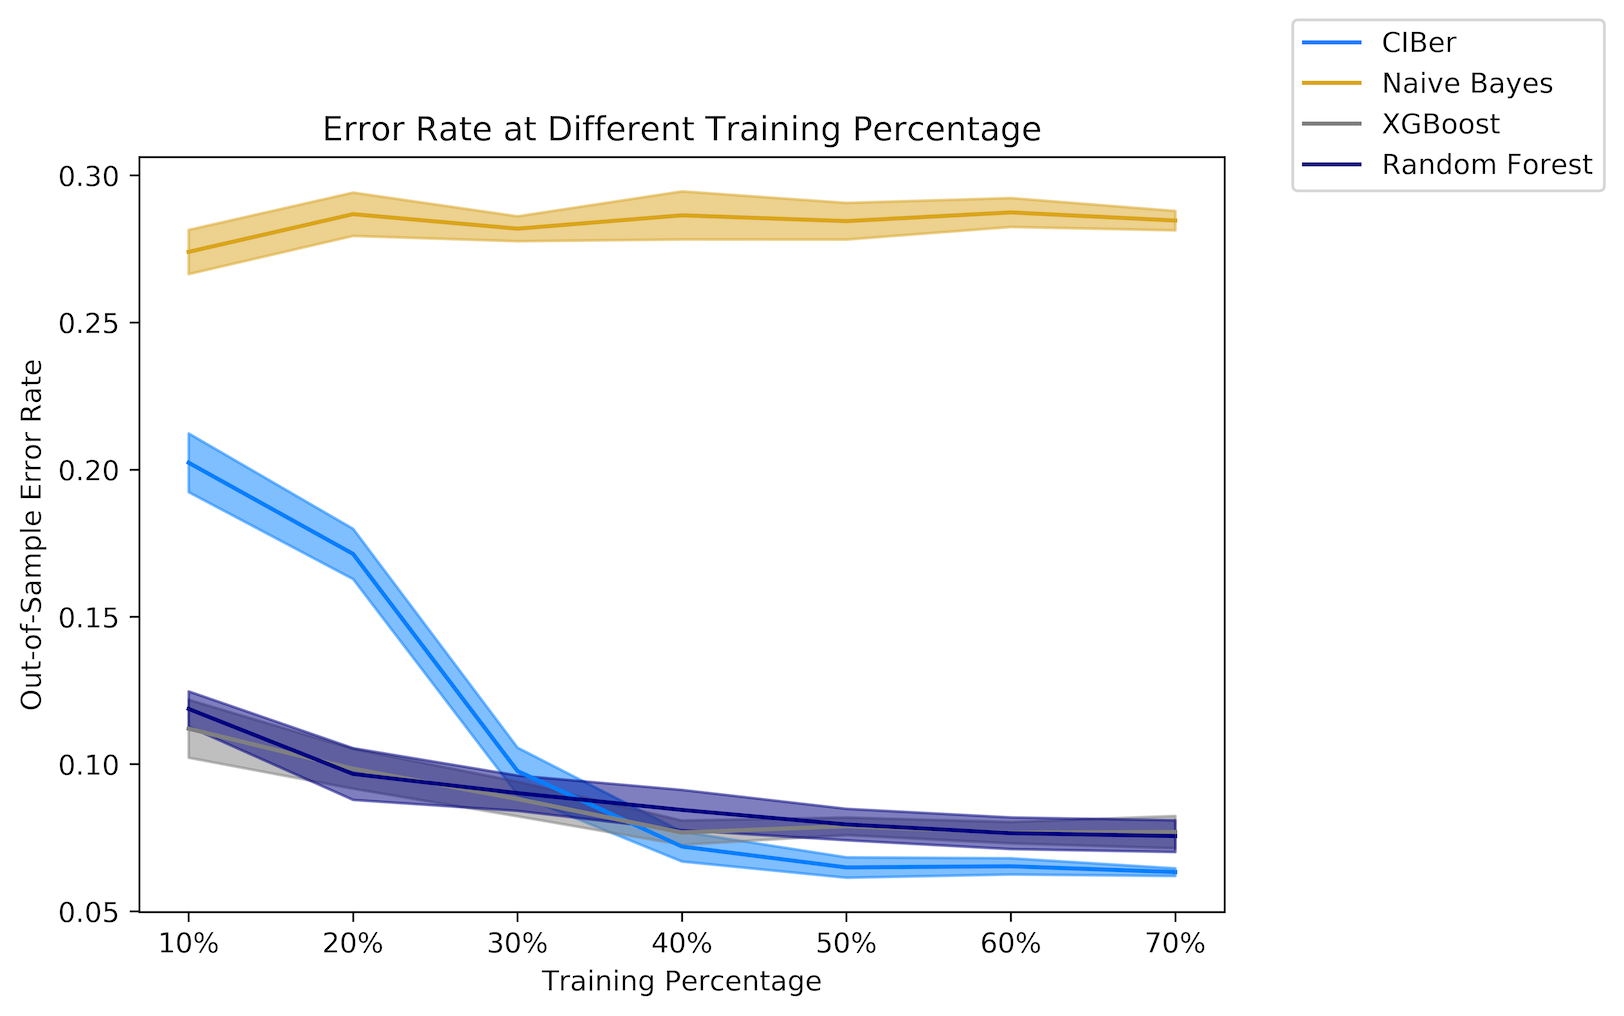 CIBer
Naive Bayes
XGBoost
Random Forest
Error Rate at Different Training Percentage
0.30
0.25
0.20
0.15
0.10
0.05
Out-of-Sample Error Rate
10% 20% 30% 40% 50% 60% 70%
Training Percentage